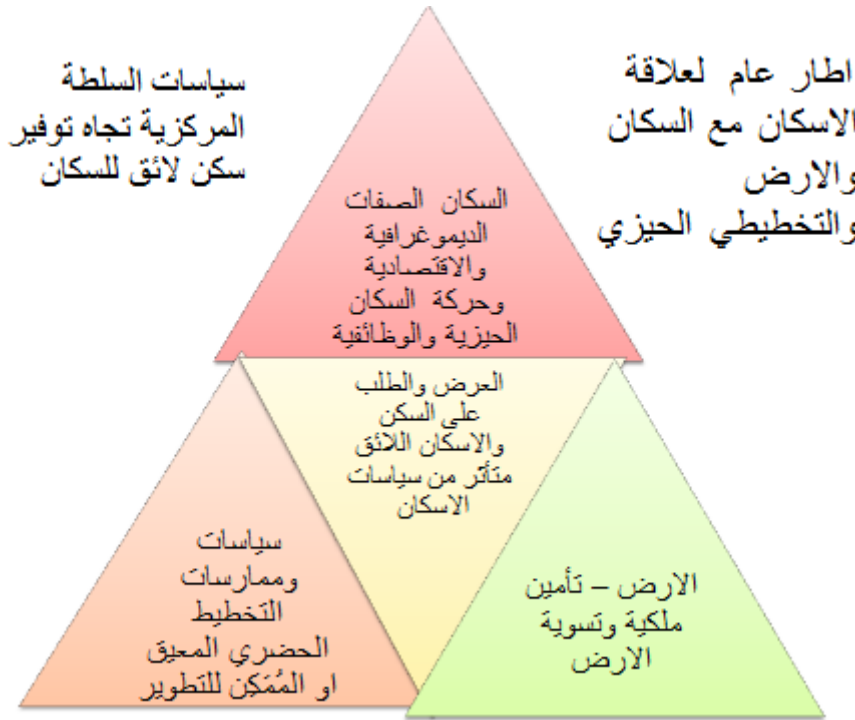 اطار عام لعلاقة
الاسكان مع السكان
والارض
والتخطيطي الحيزي
سياسات السلطة
المركزية تجاه توفير
سكن لائق للسكان
السكان الصفات
الديموغرافية
والاقتصادية
وحركة السكان
الحيزية والوظائفية
العرض والطلب
على السكن
والاسكان اللائق
متأثر من سياسات
الاسكان
الارض – تأمين
ملكية وتسوية
الارض
سياسات
وممارسات
التخطيط
الحضري المعيق
او المُمَكِن للتطوير